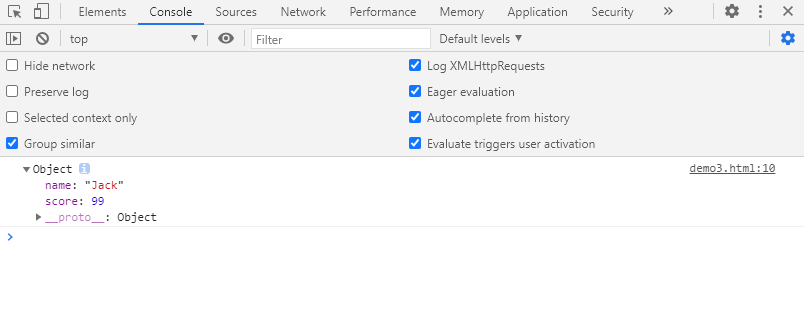 Elements Console Sources Network Performance Memory Application Security »
top Filter Default levels
Hide network Log XMLHttpRequests
Preserve log Eager evaluation
Selected context only Autocomplete from history
Group similar Evaluate triggers user activation
Object i demo3.html:10
name: "Jack"
score: 99
__proto__: Object